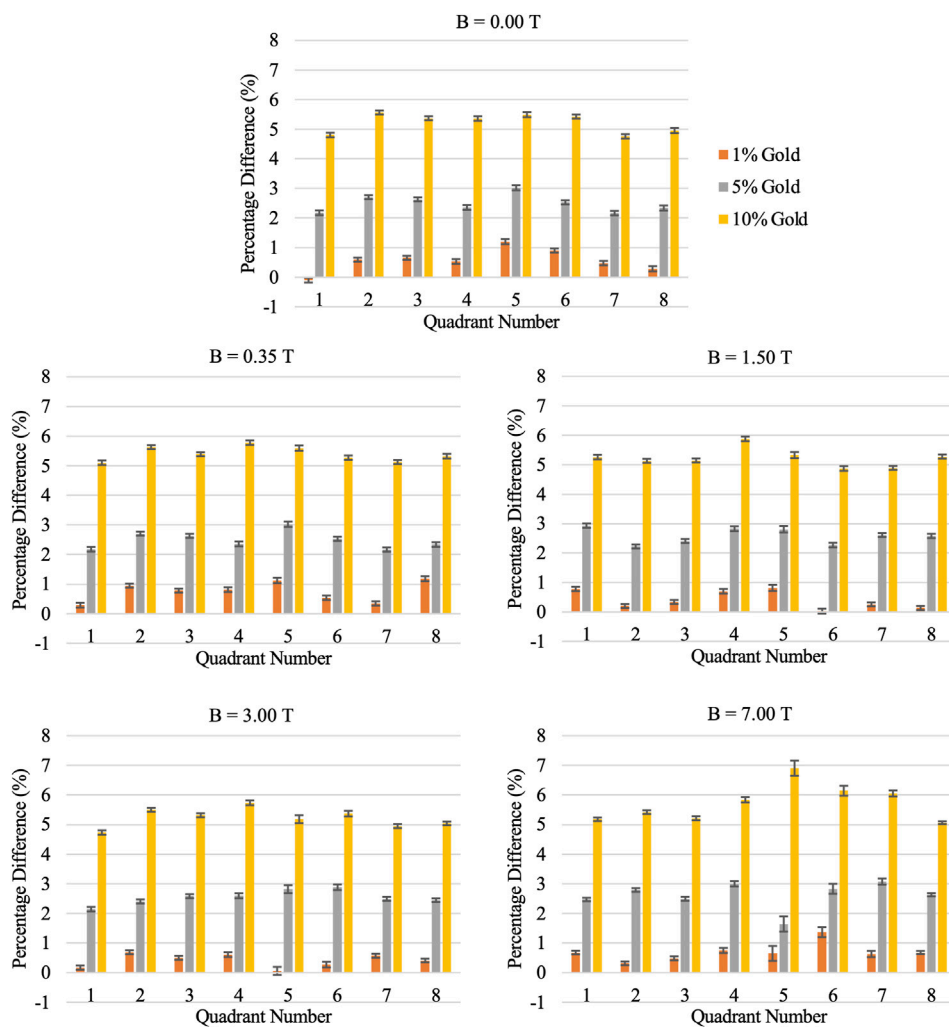 B = 0.00 T
Percentage Difference (%)
8
7
6
5
4
3
2
1
0
-1
1 2 3 4 5 6 7 8
Quadrant Number
1% Gold
5% Gold
10% Gold
B = 0.35 T
Percentage Difference (%)
8
7
6
5
4
3
2
1
0
-1
1 2 3 4 5 6 7 8
Quadrant Number
B = 1.50 T
Percentage Difference (%)
8
7
6
5
4
3
2
1
0
-1
1 2 3 4 5 6 7 8
Quadrant Number
B = 3.00 T
Percentage Difference (%)
8
7
6
5
4
3
2
1
0
-1
1 2 3 4 5 6 7 8
Quadrant Number
B = 7.00 T
Percentage Difference (%)
8
7
6
5
4
3
2
1
0
-1
1 2 3 4 5 6 7 8
Quadrant Number